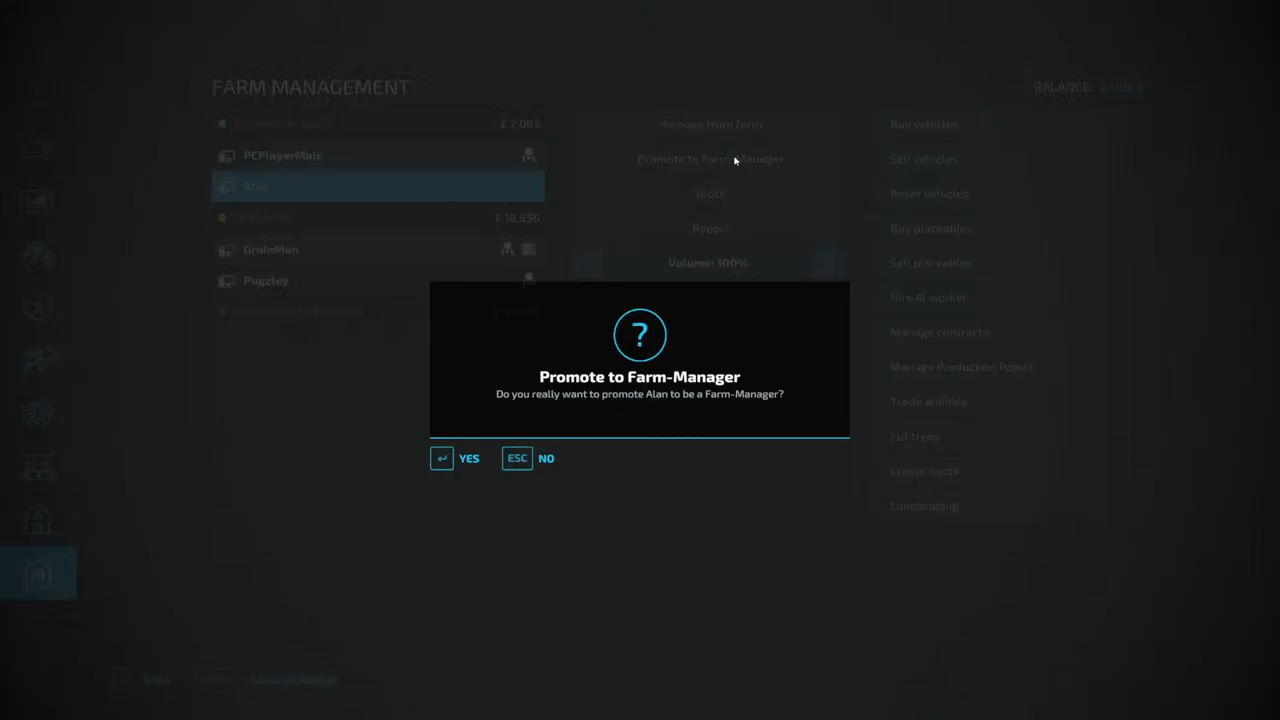 FARM MANAGEMENT
BALANCE:
£ 2,093
Remove from farm
Buy vehicles
PCPlayerMale
Promote to Farm-Manager
Sell vehicles
Alan
Block
Reset vehicles
£ 18,856
Report
Buy placeables
GrainMan
Volume: 100%
Sell placeables
Pugzley
Hire AI worker
Manage contracts
Manage Production Points
Trade animals
Cut trees
Create fields
Landscaping
?
Promote to Farm-Manager
Do you really want to promote Alan to be a Farm-Manager?
YES
ESC NO